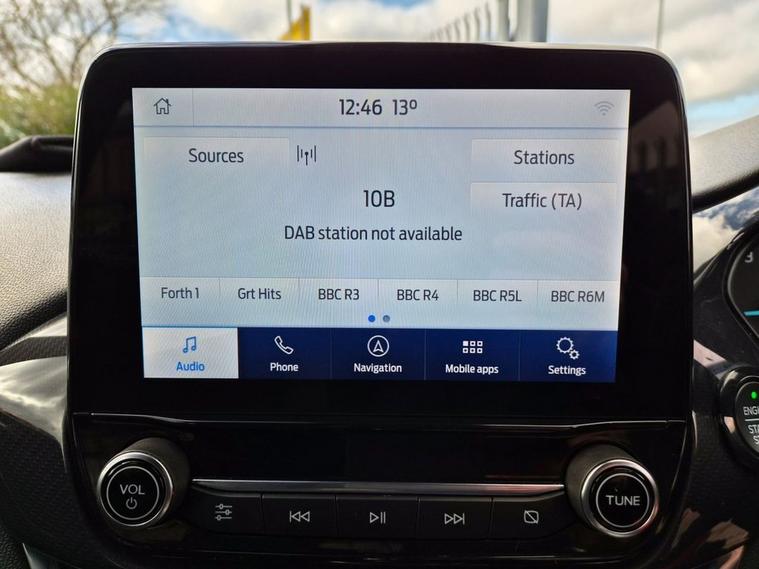 12:46 13º
Sources
Stations
10B
Traffic (TA)
DAB station not available
Forth 1 Grt Hits BBC R3 BBC R4 BBC R5L BBC R6M
Audio Phone Navigation Mobile apps Settings
VOL
TUNE